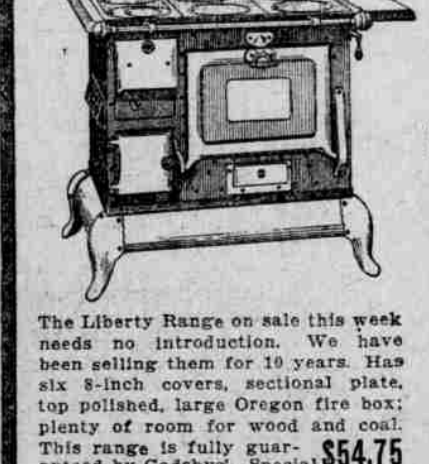 The Liberty Range on sale this week
needs no introduction. We have
been selling them for 10 years. Has
six 8-inch covers, sectional plate,
top polished, large Oregon fire box;
plenty of room for wood and coal.
This range is fully guar-
$54.75